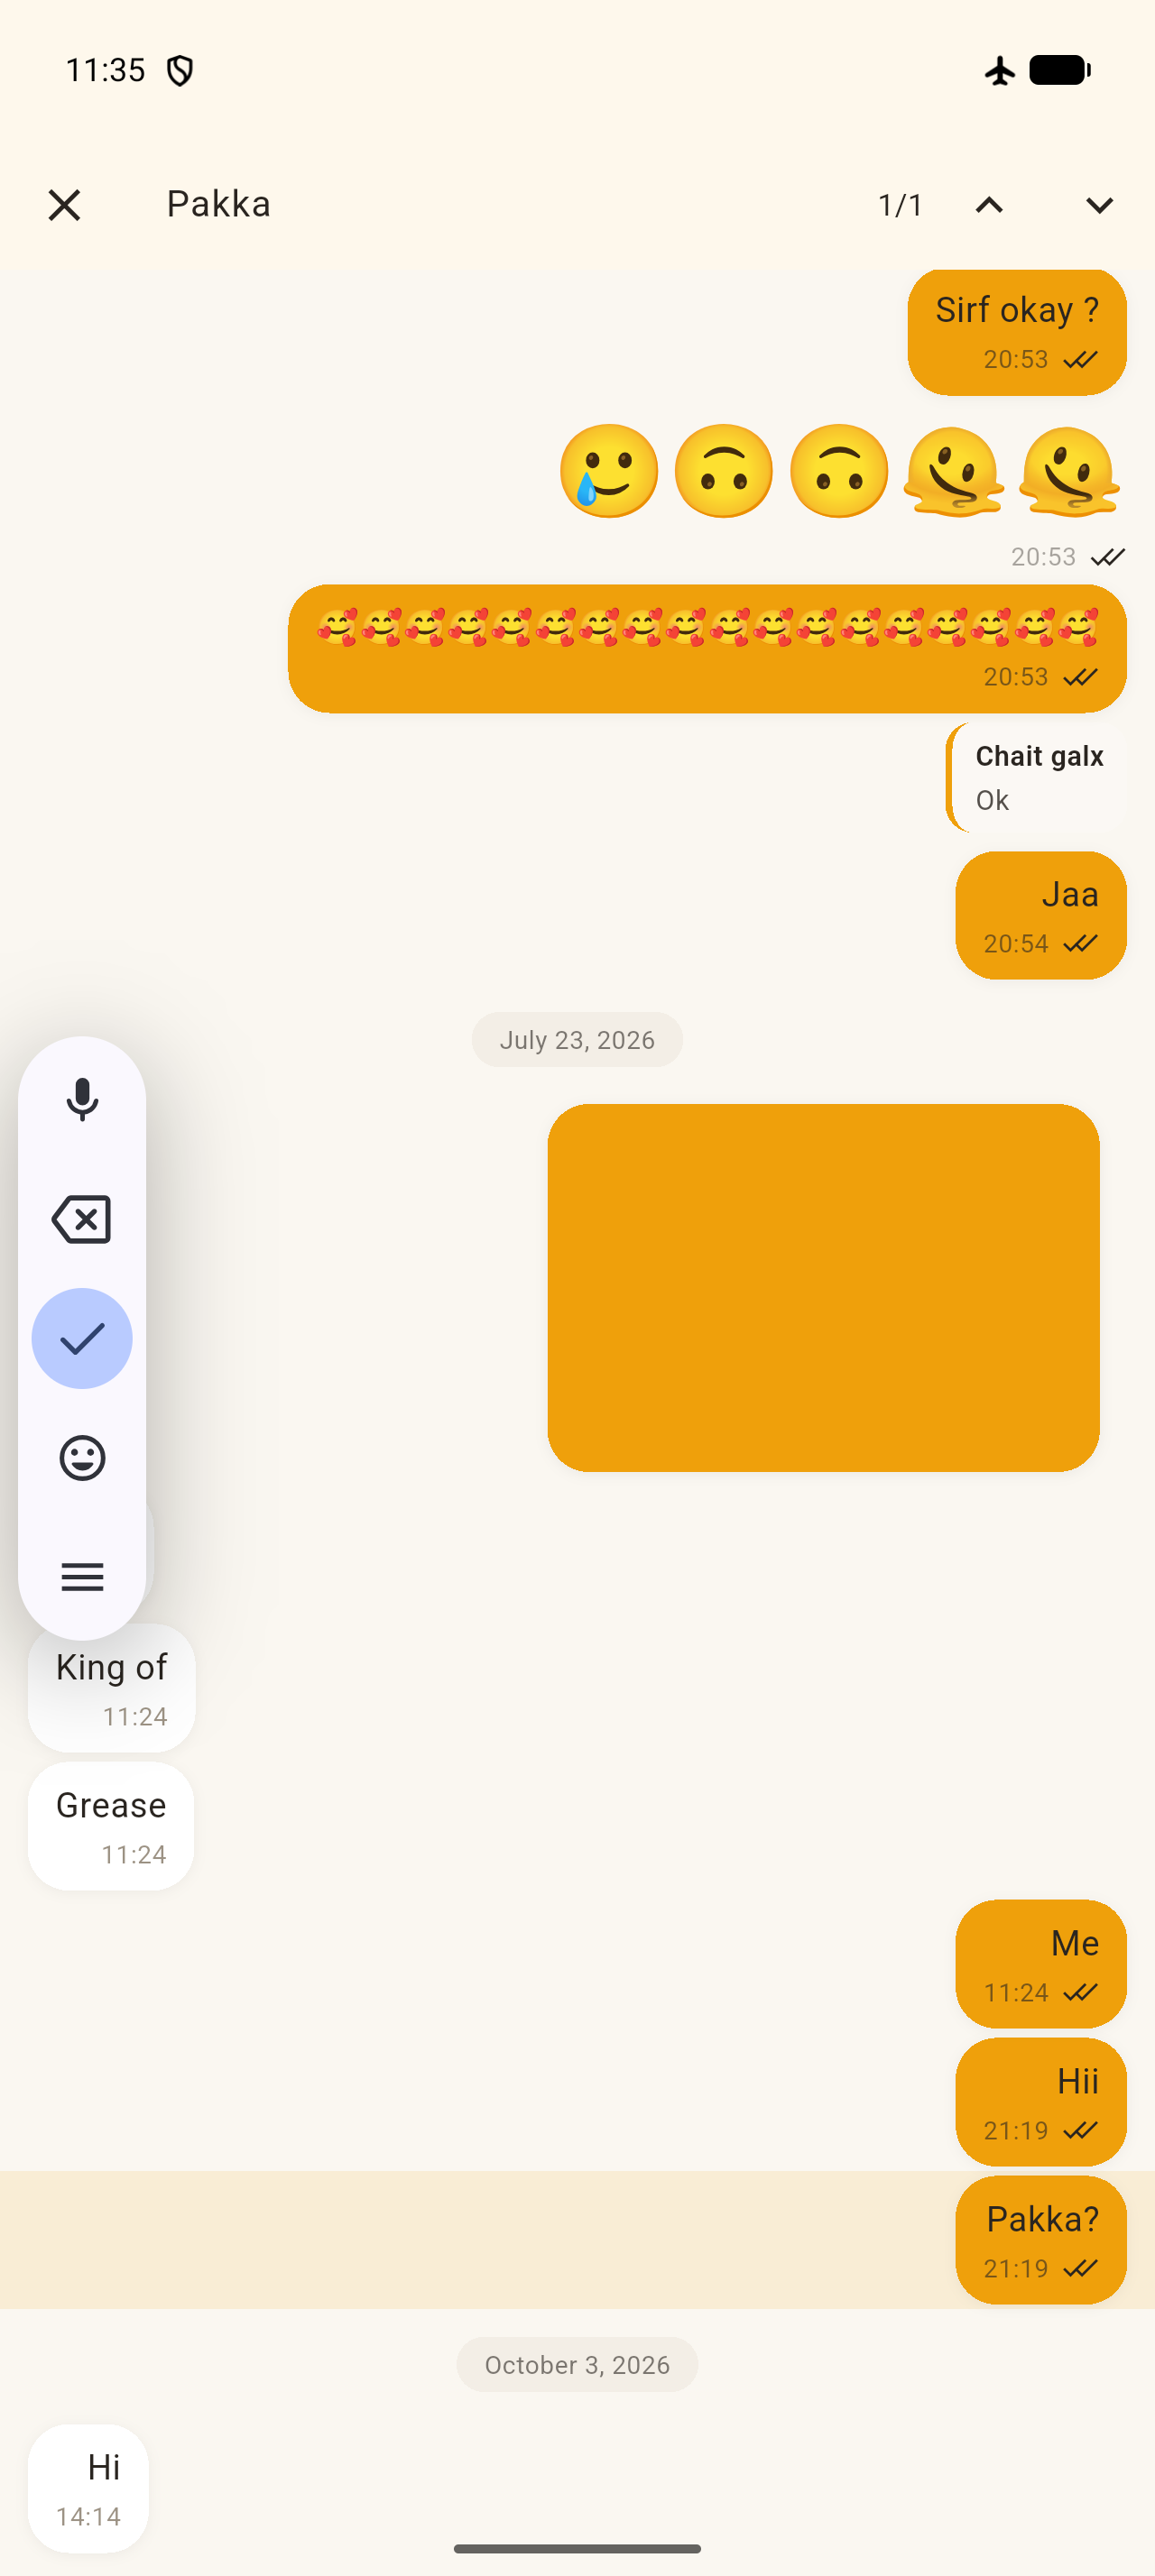 11:35
Pakka
1/1
Sirf okay ?
20:53
🥲🙃🙃🫠🫠
20:53
🥰🥰🥰🥰🥰🥰🥰🥰🥰🥰🥰🥰🥰🥰🥰🥰🥰🥰
20:53
Chait galx
Ok
Jaa
20:54
July 23, 2026
King of
11:24
Grease
11:24
Me
11:24
Hii
21:19
Pakka?
21:19
October 3, 2026
Hi
14:14